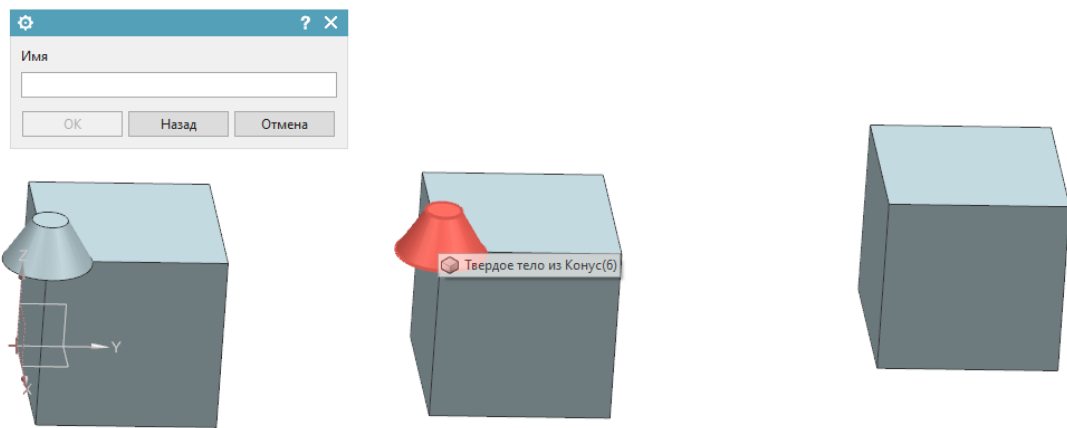 ?
Имя
OK
Назад
Отмена
Z
Y
X
Твердое тело из Конус(6)